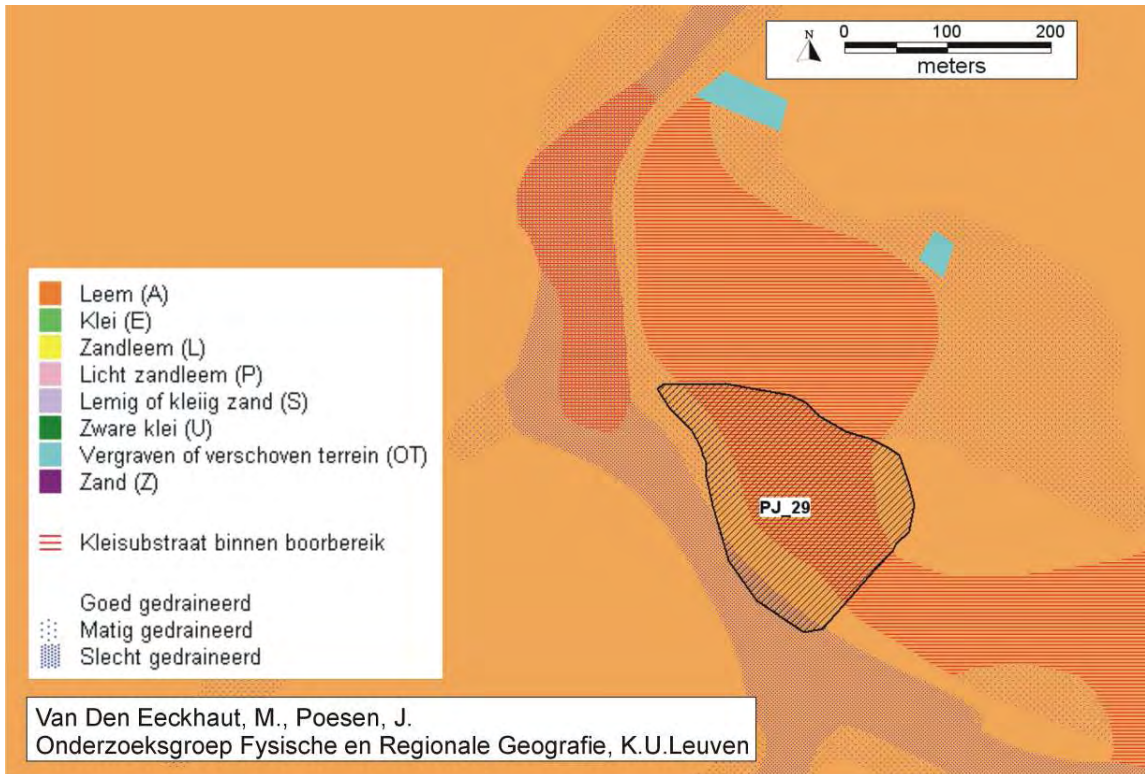 N
0 100 200
meters
Leem (A)
Klei (E)
Zandleem (L)
Licht zandleem (P)
Lemig of kleiig zand (S)
Zware klei (U)
Vergraven of verschoven terrein (OT)
Zand (Z)
PJ_29
Kleisubstraat binnen boorbereik
Goed gedraineerd
Matig gedraineerd
Slecht gedraineerd
Van Den Eeckhaut, M., Poesen, J.
Onderzoeksgroep Fysische en Regionale Geografie, K.U.Leuven